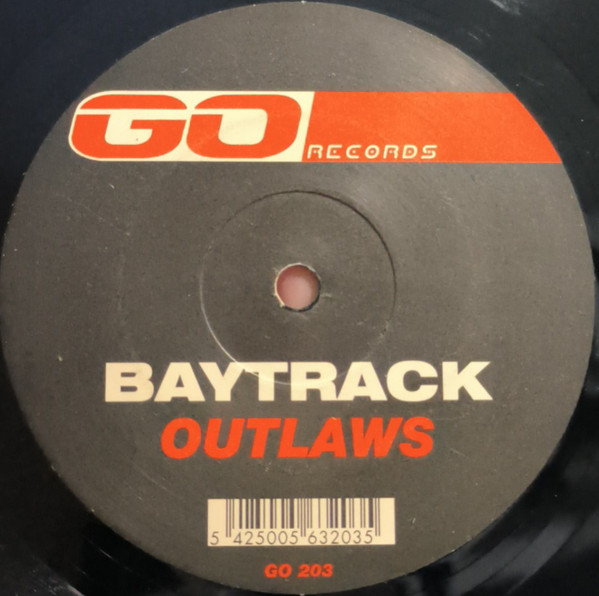 GO RECORDS
BAYTRACK
OUTLAWS
5 425005 632035
GO 203